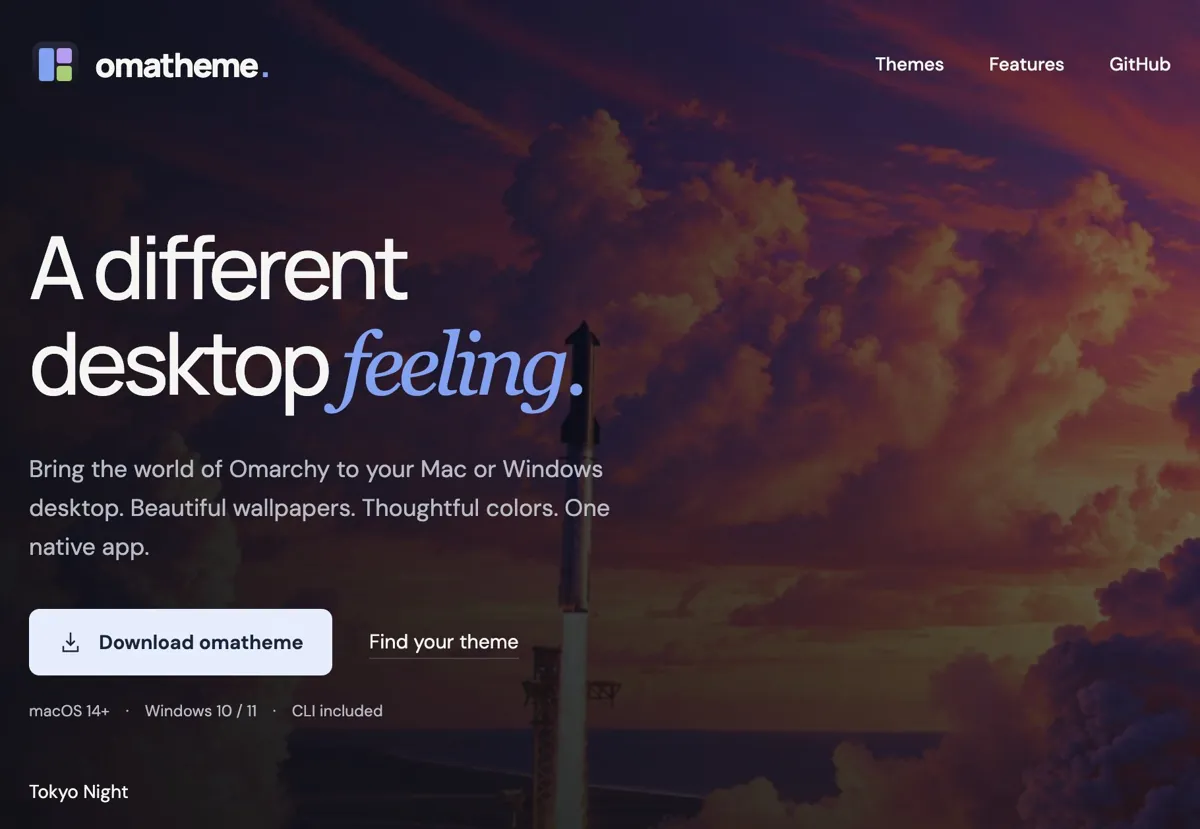 omatheme.
Themes
Features
GitHub
A different
desktop feeling.
Bring the world of Omarchy to your Mac or Windows
desktop. Beautiful wallpapers. Thoughtful colors. One
native app.
Download omatheme
Find your theme
macOS 14+ · Windows 10 / 11 · CLI included
Tokyo Night